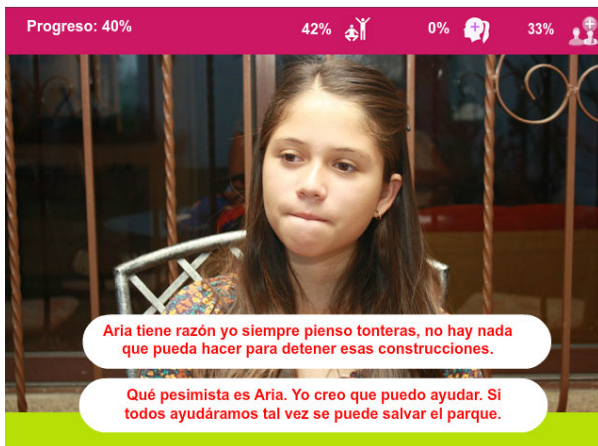 Progreso: 40%
42%
0%
33%
Aria tiene razón yo siempre pienso tonteras, no hay nada
que pueda hacer para detener esas construcciones.
Qué pesimista es Aria. Yo creo que puedo ayudar. Si
todos ayudáramos tal vez se puede salvar el parque.